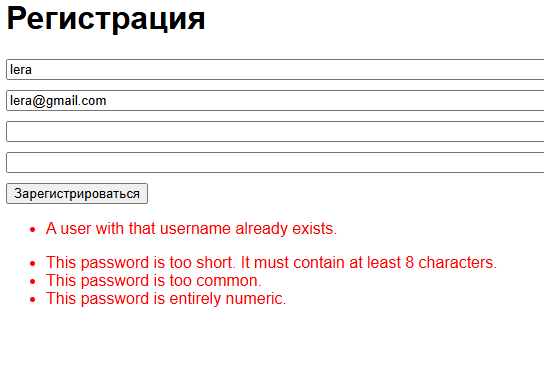 Регистрация
lera
lera@gmail.com
Зарегистрироваться
A user with that username already exists.
This password is too short. It must contain at least 8 characters.
This password is too common.
This password is entirely numeric.